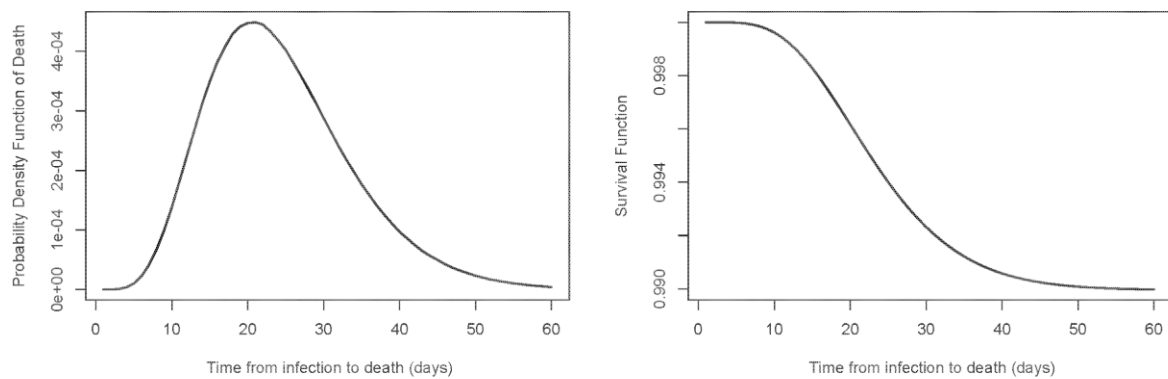 Probability Density Function of Death
4e-04
3e-04
2e-04
1e-04
0e+00
0 10 20 30 40 50 60
Time from infection to death (days)
Survival Function
0.998
0.994
0.990
0 10 20 30 40 50 60
Time from infection to death (days)